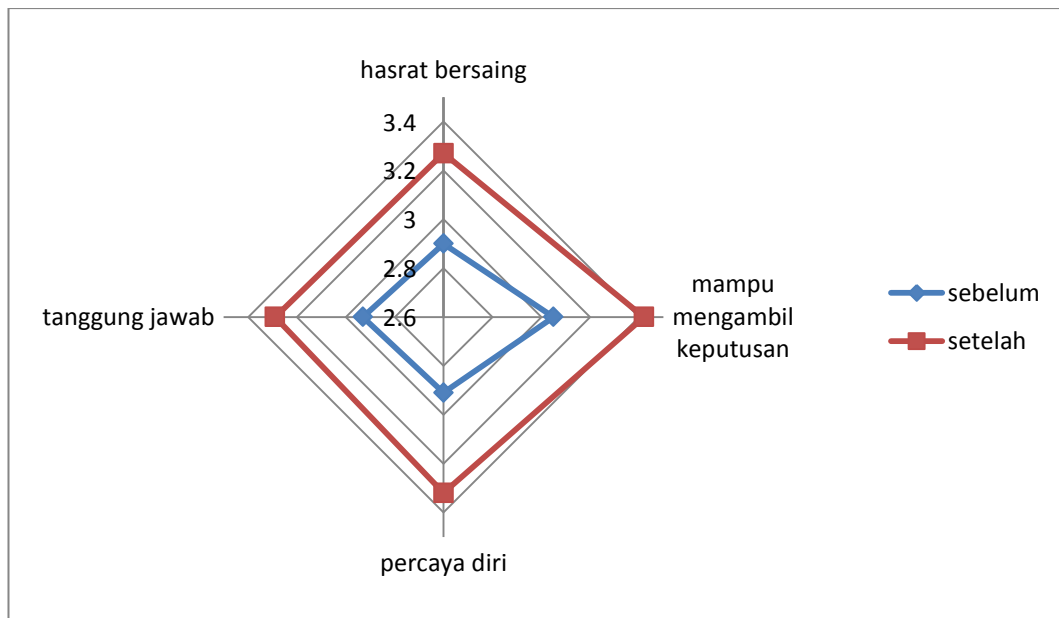 hasrat bersaing
3.4
3.2
3
2.8
2.6
mampu
mengambil
keputusan
tanggung jawab
percaya diri
sebelum
setelah